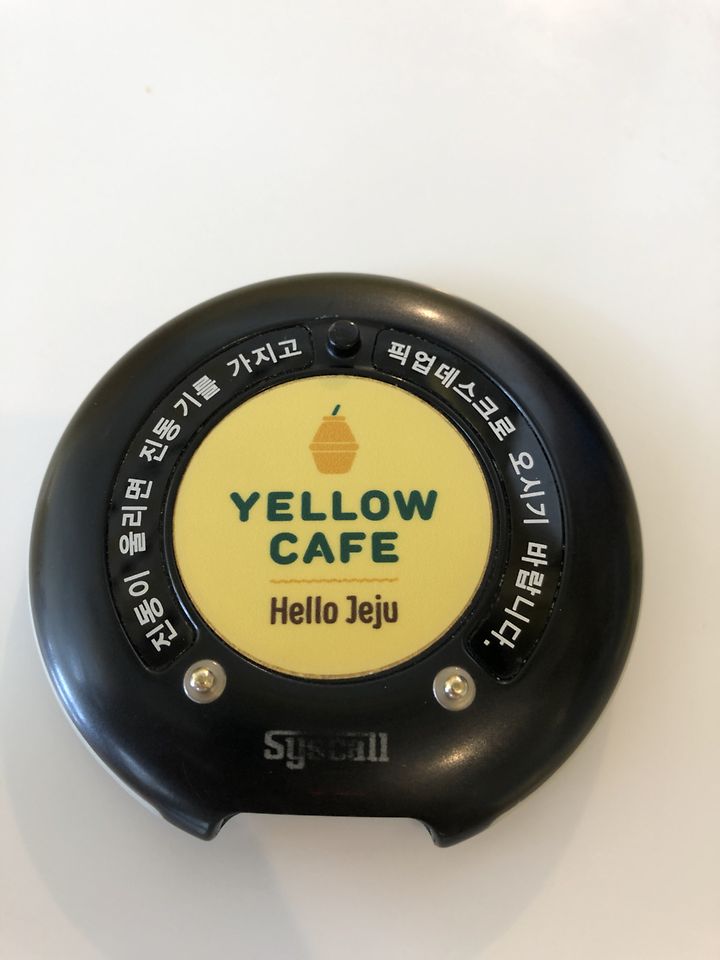 진동이 울리면 진동기를 가지고
픽업데스크로 오시기 바랍니다.
YELLOW
CAFE
Hello Jeju
Syscall